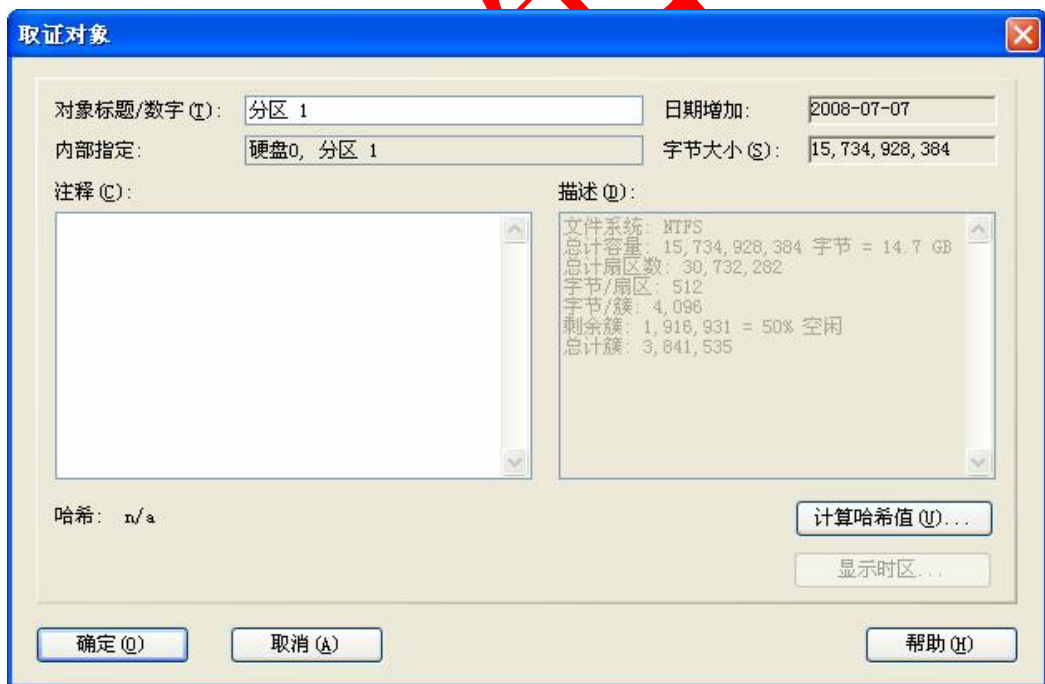 取证对象
对象标题/数字(T): 分区 1 日期增加: 2008-07-07
内部指定: 硬盘0, 分区 1 字节大小(S): 15,734,928,384
注释(C): 描述(D):
文件系统: NTFS
总计容量: 15,734,928,384 字节 = 14.7 GB
总计扇区数: 30,732,282
字节/扇区: 512
字节/簇: 4,096
剩余簇: 1,916,931 = 50% 空闲
总计簇: 3,841,535
哈希: n/a 计算哈希值(U)...
显示时区...
确定(O) 取消(A) 帮助(H)